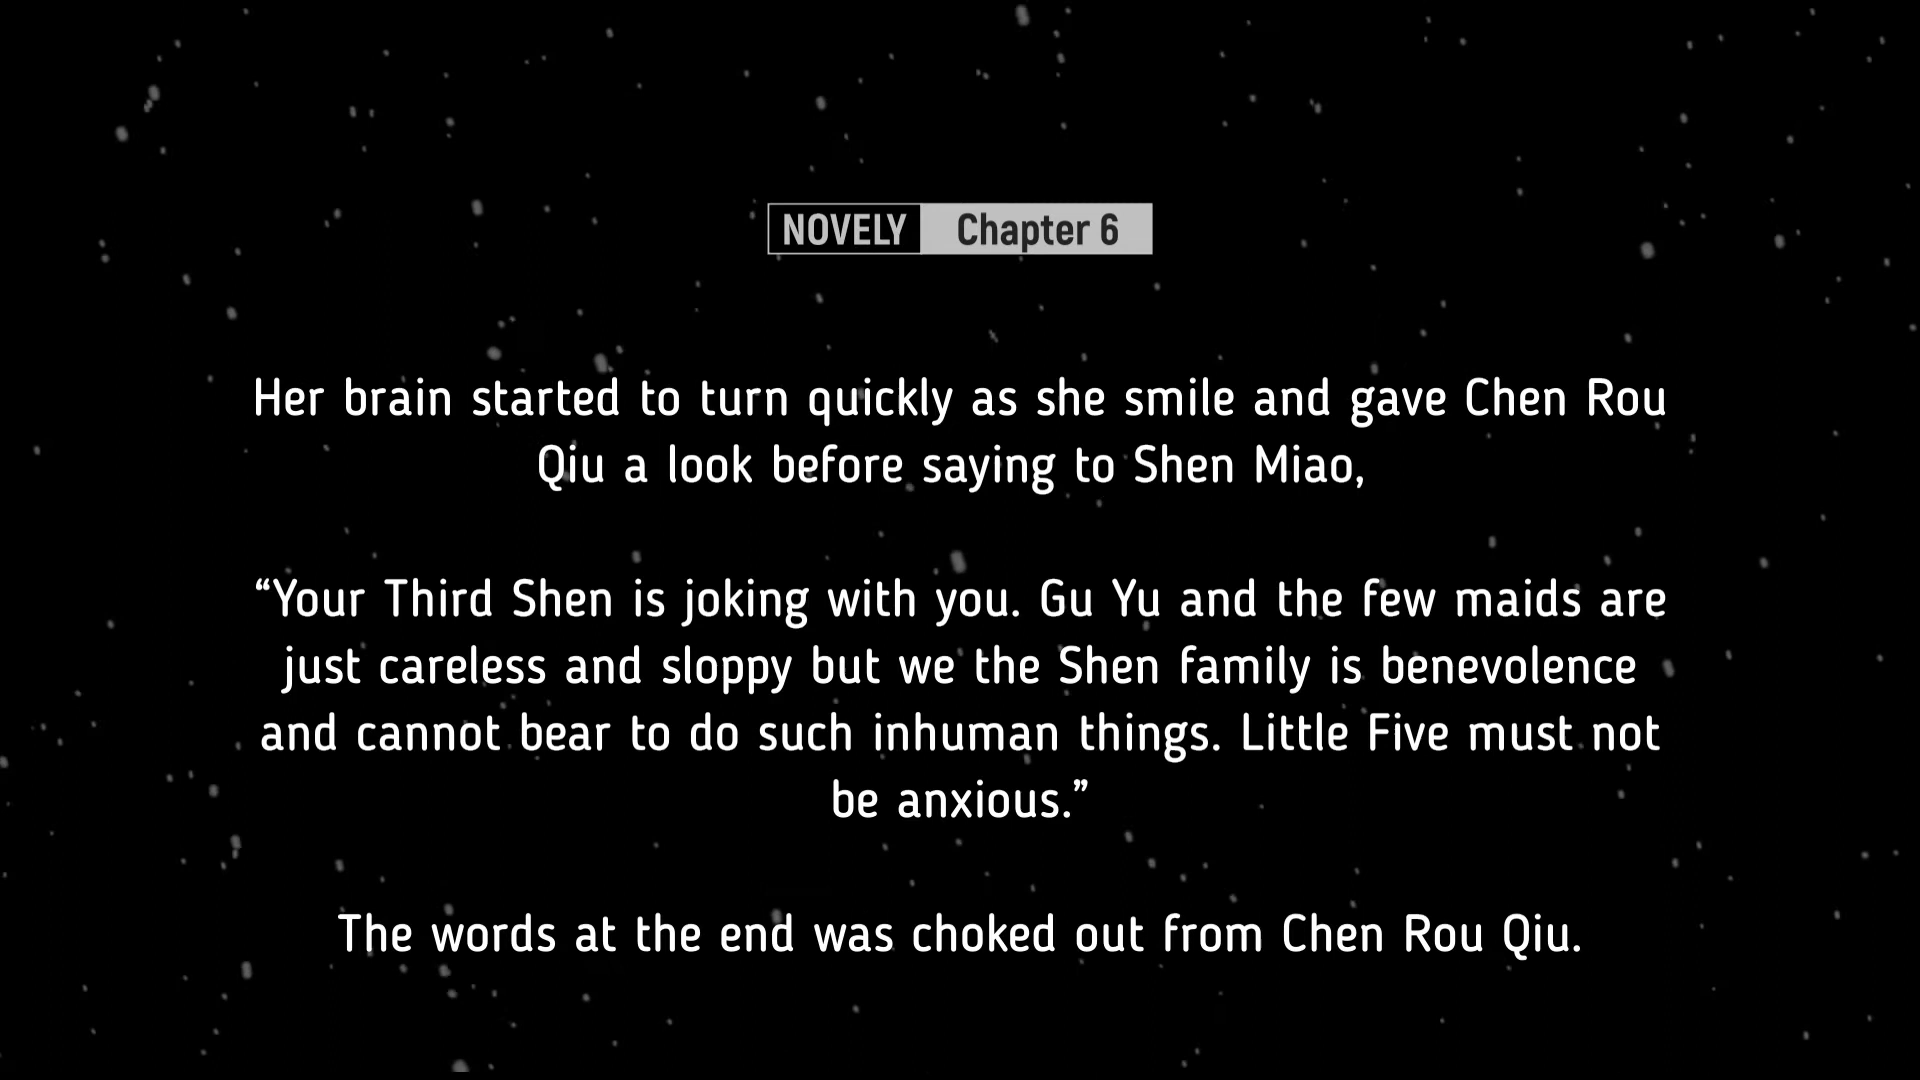 NOVELY Chapter 6
Her brain started to turn quickly as she smile and gave Chen Rou
Qiu a look before saying to Shen Miao,
“Your Third Shen is joking with you. Gu Yu and the few maids are
just careless and sloppy but we the Shen family is benevolence
and cannot bear to do such inhuman things. Little Five must not
be anxious.”
The words at the end was choked out from Chen Rou Qiu.